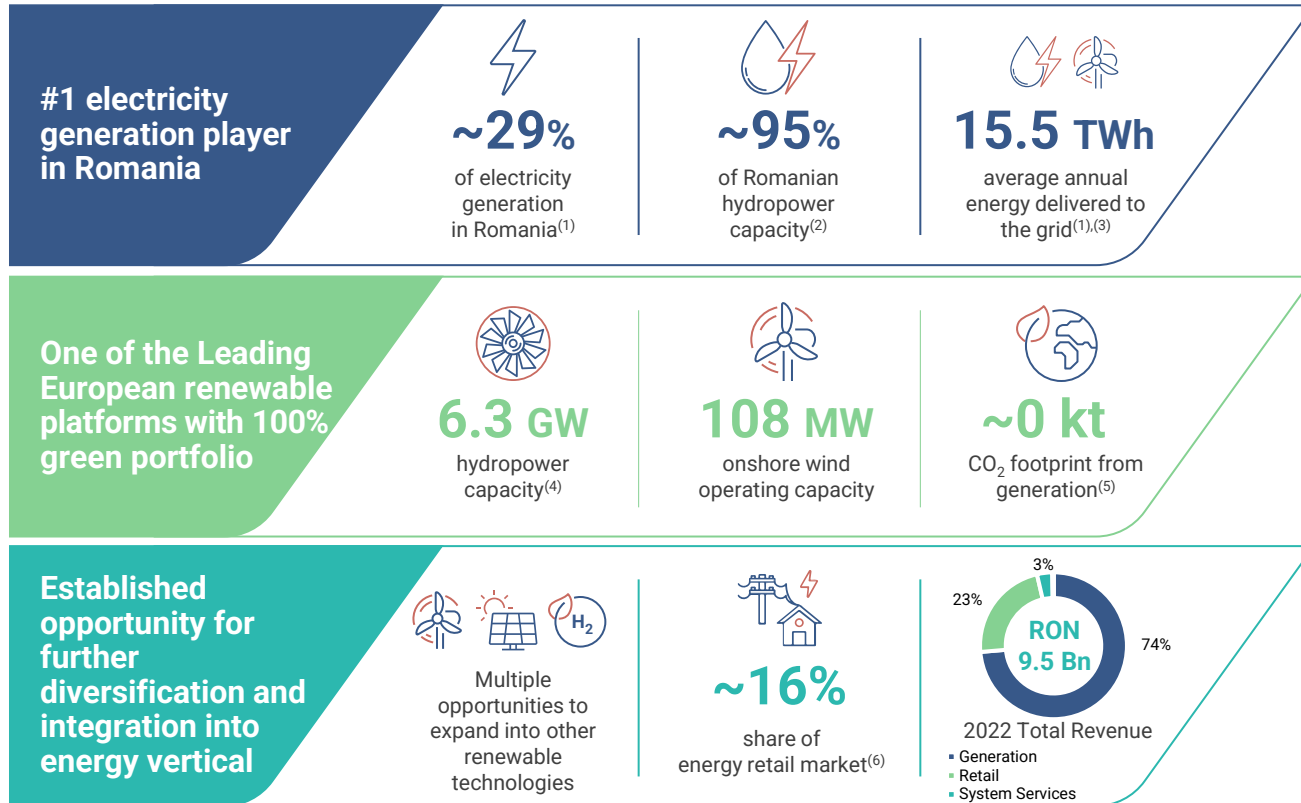 #1 electricity
generation player
in Romania
~29%
of electricity
generation
in Romania(1)
~95%
of Romanian
hydropower
capacity(2)
15.5 TWh
average annual
energy delivered to
the grid(1),(3)
One of the Leading
European renewable
platforms with 100%
green portfolio
6.3 GW
hydropower
capacity(4)
108 MW
onshore wind
operating capacity
~0 kt
CO2 footprint from
generation(5)
Established
opportunity for
further
diversification and
integration into
energy vertical
H2
Multiple
opportunities to
expand into other
renewable
technologies
~16%
share of
energy retail market(6)
3%
23%
74%
RON
9.5 Bn
2022 Total Revenue
Generation
Retail
System Services